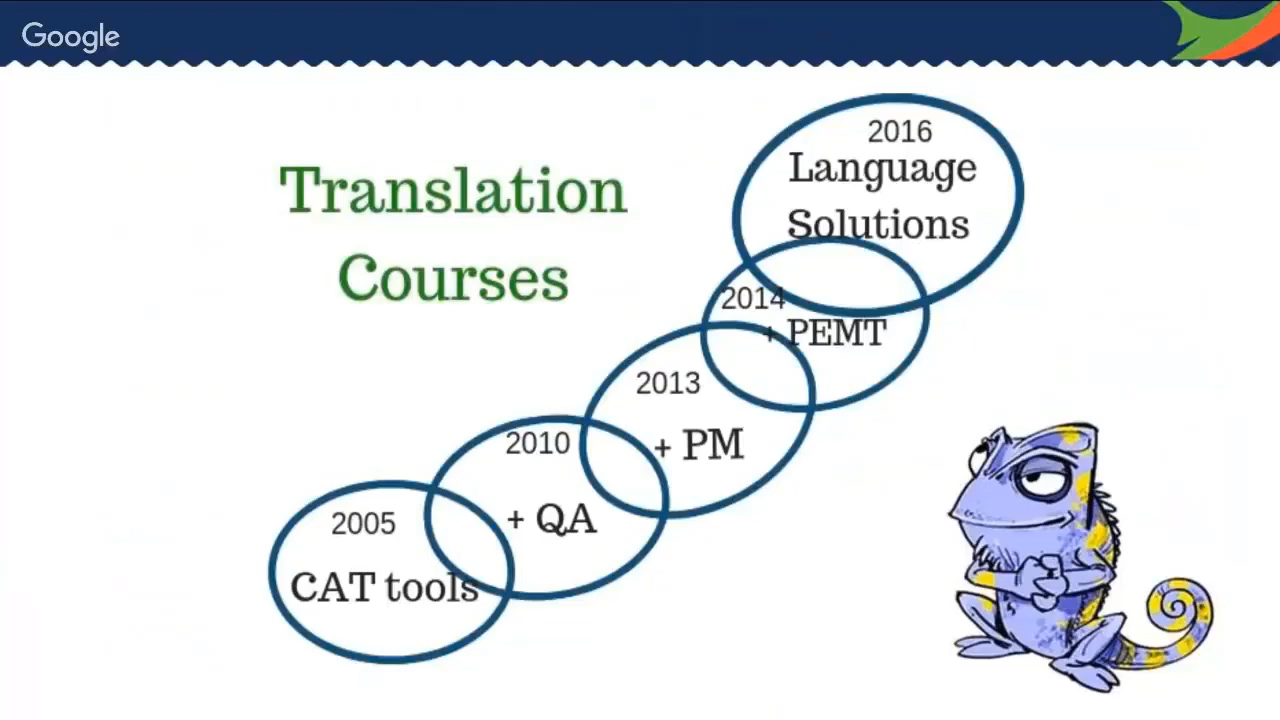 Google
Translation
Courses
2016
Language
Solutions
2014
+ PEMT
2013
+ PM
2010
+ QA
2005
CAT tools